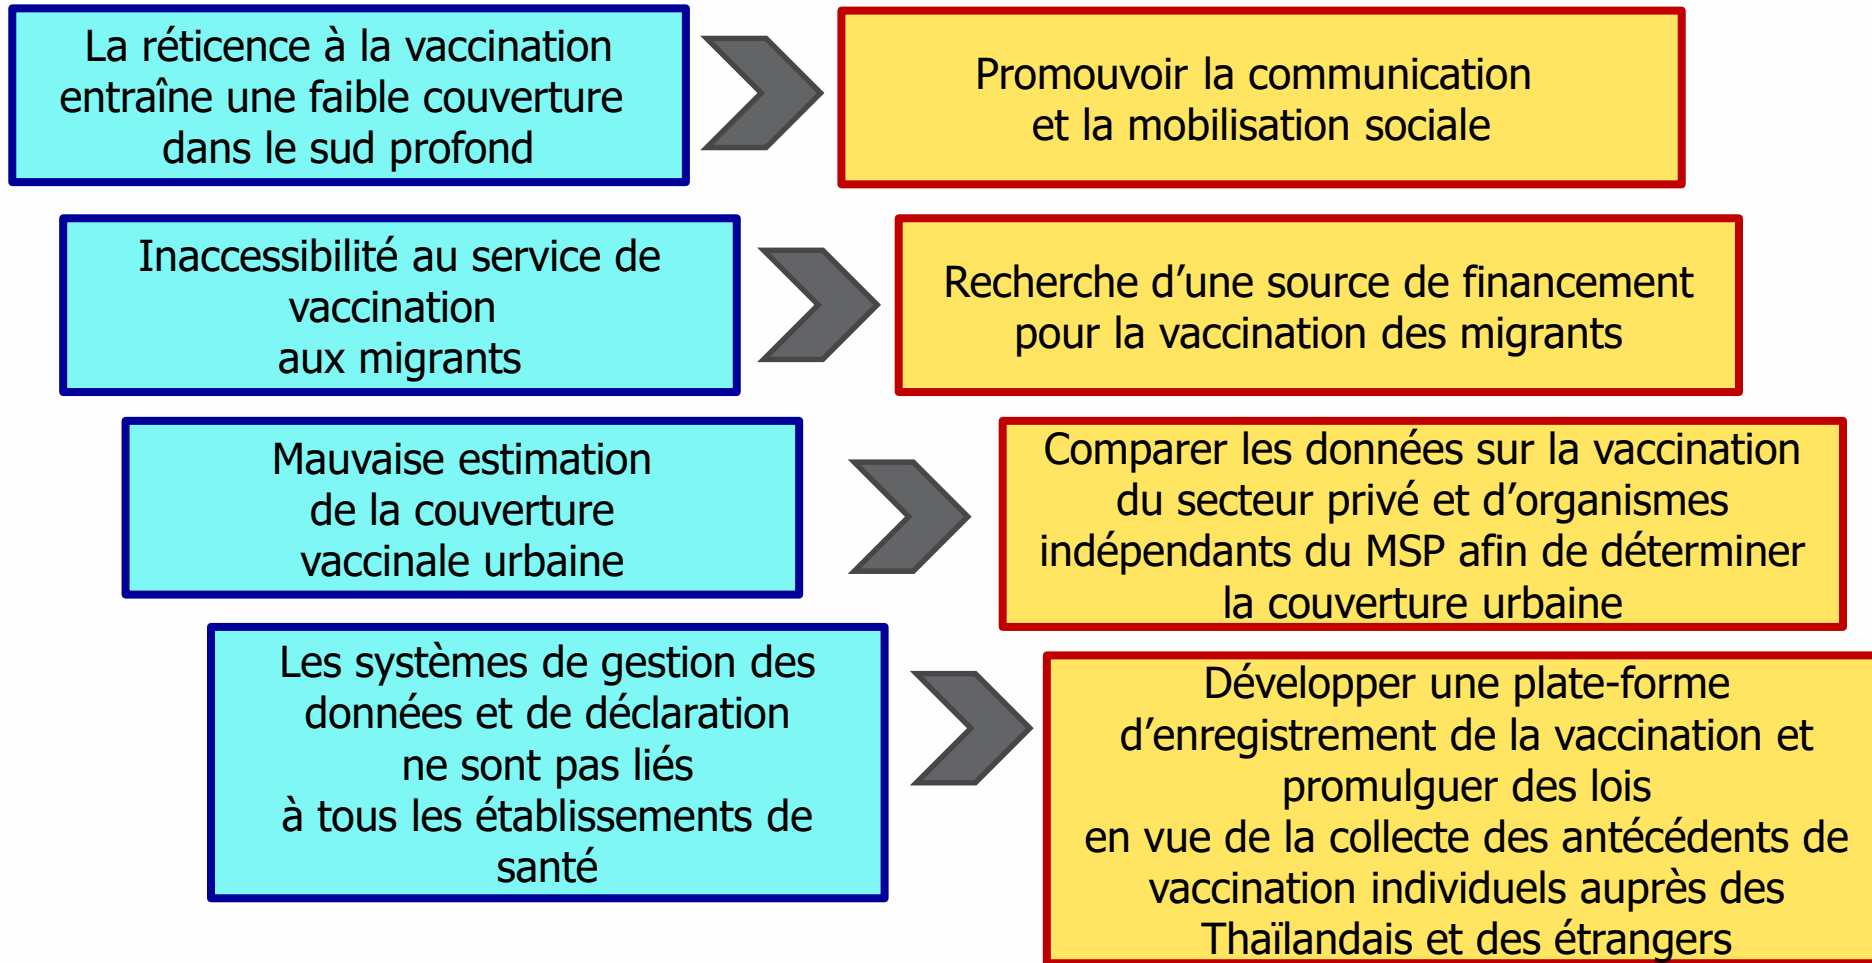 La réticence à la vaccination
entraîne une faible couverture
dans le sud profond
Promouvoir la communication
et la mobilisation sociale
Inaccessibilité au service de
vaccination
aux migrants
Recherche d’une source de financement
pour la vaccination des migrants
Mauvaise estimation
de la couverture
vaccinale urbaine
Comparer les données sur la vaccination
du secteur privé et d’organismes
indépendants du MSP afin de déterminer
la couverture urbaine
Les systèmes de gestion des
données et de déclaration
ne sont pas liés
à tous les établissements de
santé
Développer une plate-forme
d’enregistrement de la vaccination et
promulguer des lois
en vue de la collecte des antécédents de
vaccination individuels auprès des
Thaïlandais et des étrangers